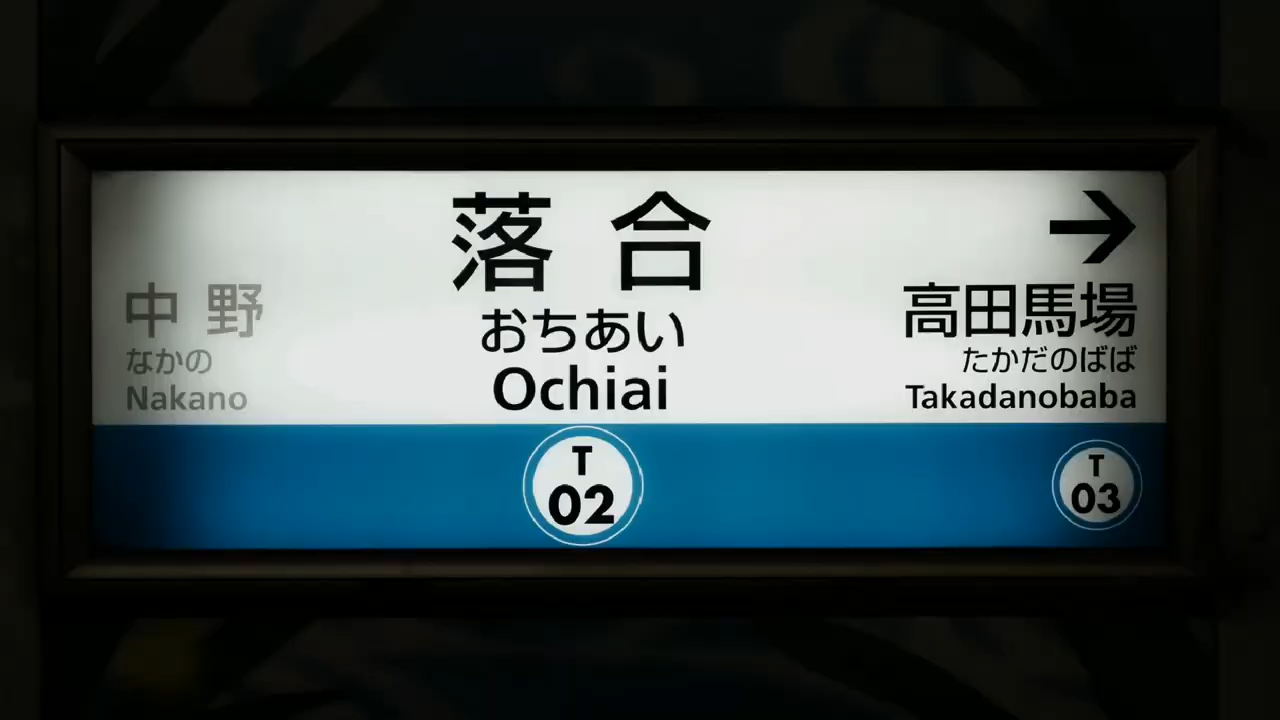 落合
おちあい
Ochiai
中野
なかの
Nakano
→
高田馬場
たかだのばば
Takadanobaba
T
02
T
03